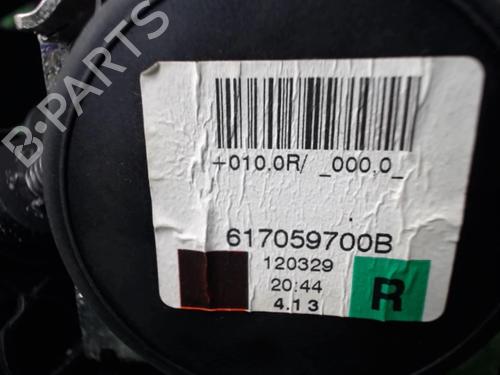 B·PARTS
+010.0R/ _000.0_
617059700B
120329
20:44
4.13
R